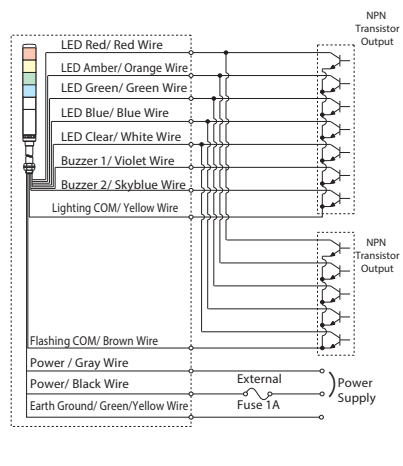 NPN
Transistor
Output
LED Red/ Red Wire
LED Amber/ Orange Wire
LED Green/ Green Wire
LED Blue/ Blue Wire
LED Clear/ White Wire
Buzzer 1/ Violet Wire
Buzzer 2/ Skyblue Wire
Lighting COM/ Yellow Wire
NPN
Transistor
Output
Flashing COM/ Brown Wire
Power / Gray Wire
External
Power/ Black Wire
Power
Supply
Fuse 1A
Earth Ground/ Green/Yellow Wire